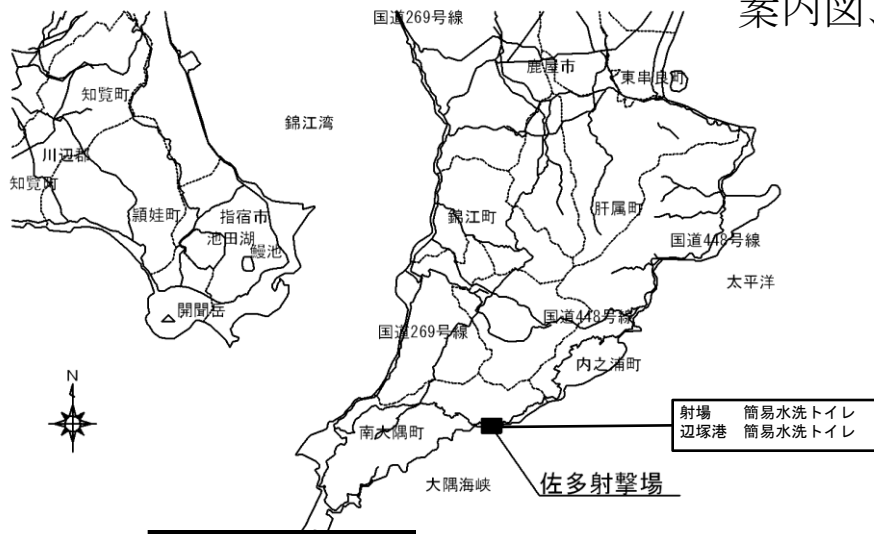 案内図、
国道269号線
鹿屋市
東串良町
知覧町
錦江湾
川辺郡
知覧町
頴娃町
指宿市
池田湖
鰻池
錦江町
肝属町
国道448号線
太平洋
開聞岳
国道269号線
国道448号線
内之浦町
N
射場 簡易水洗トイレ
辺塚港 簡易水洗トイレ
南大隅町
大隅海峡
佐多射撃場